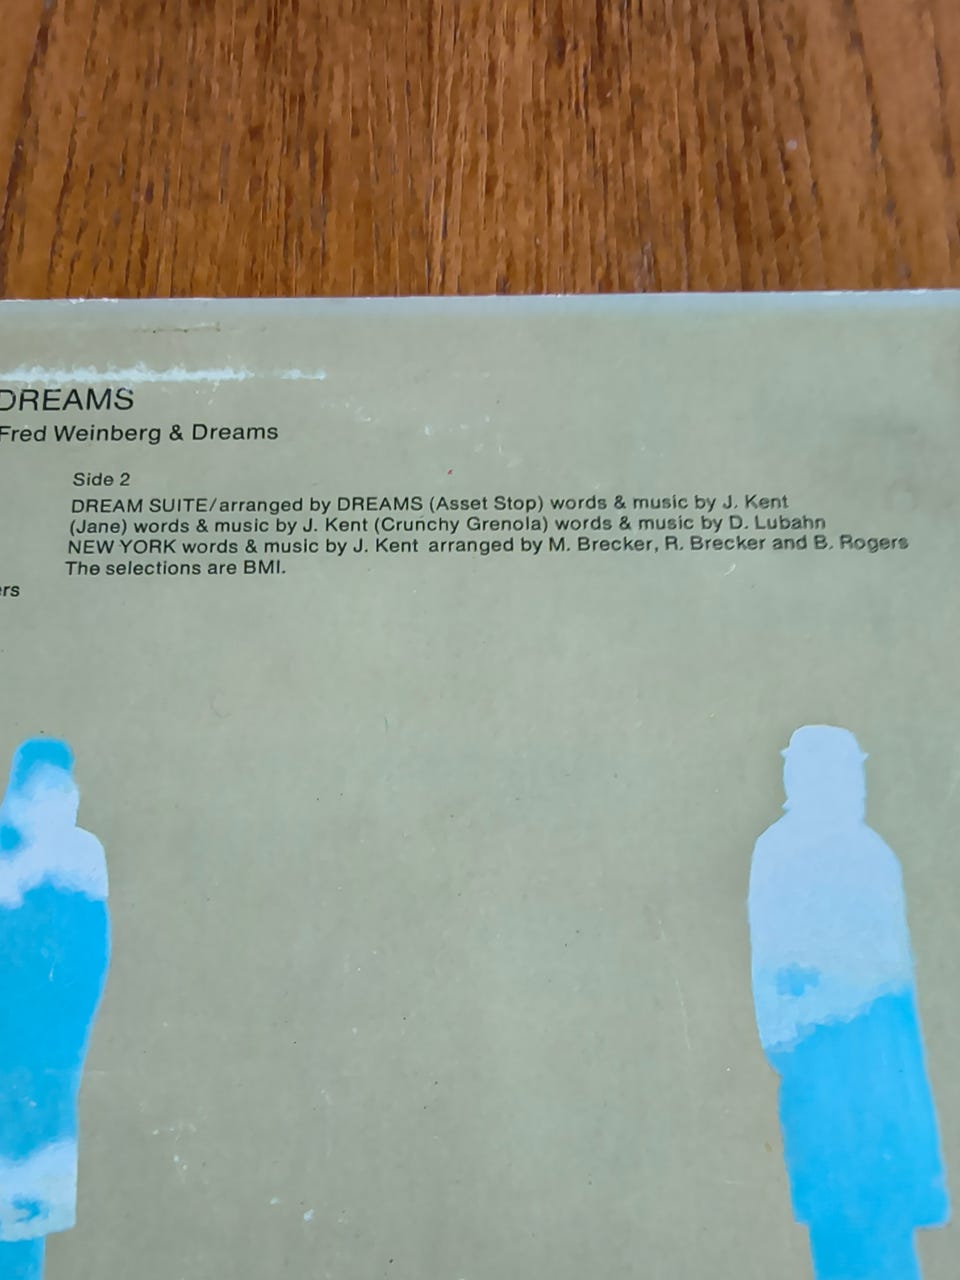 DREAMS
Fred Weinberg & Dreams
Side 2
DREAM SUITE/arranged by DREAMS (Asset Stop) words & music by J. Kent
(Jane) words & music by J. Kent (Crunchy Grenola) words & music by D. Lubahn
NEW YORK words & music by J. Kent arranged by M. Brecker, R. Brecker and B. Rogers
The selections are BMI.
ers